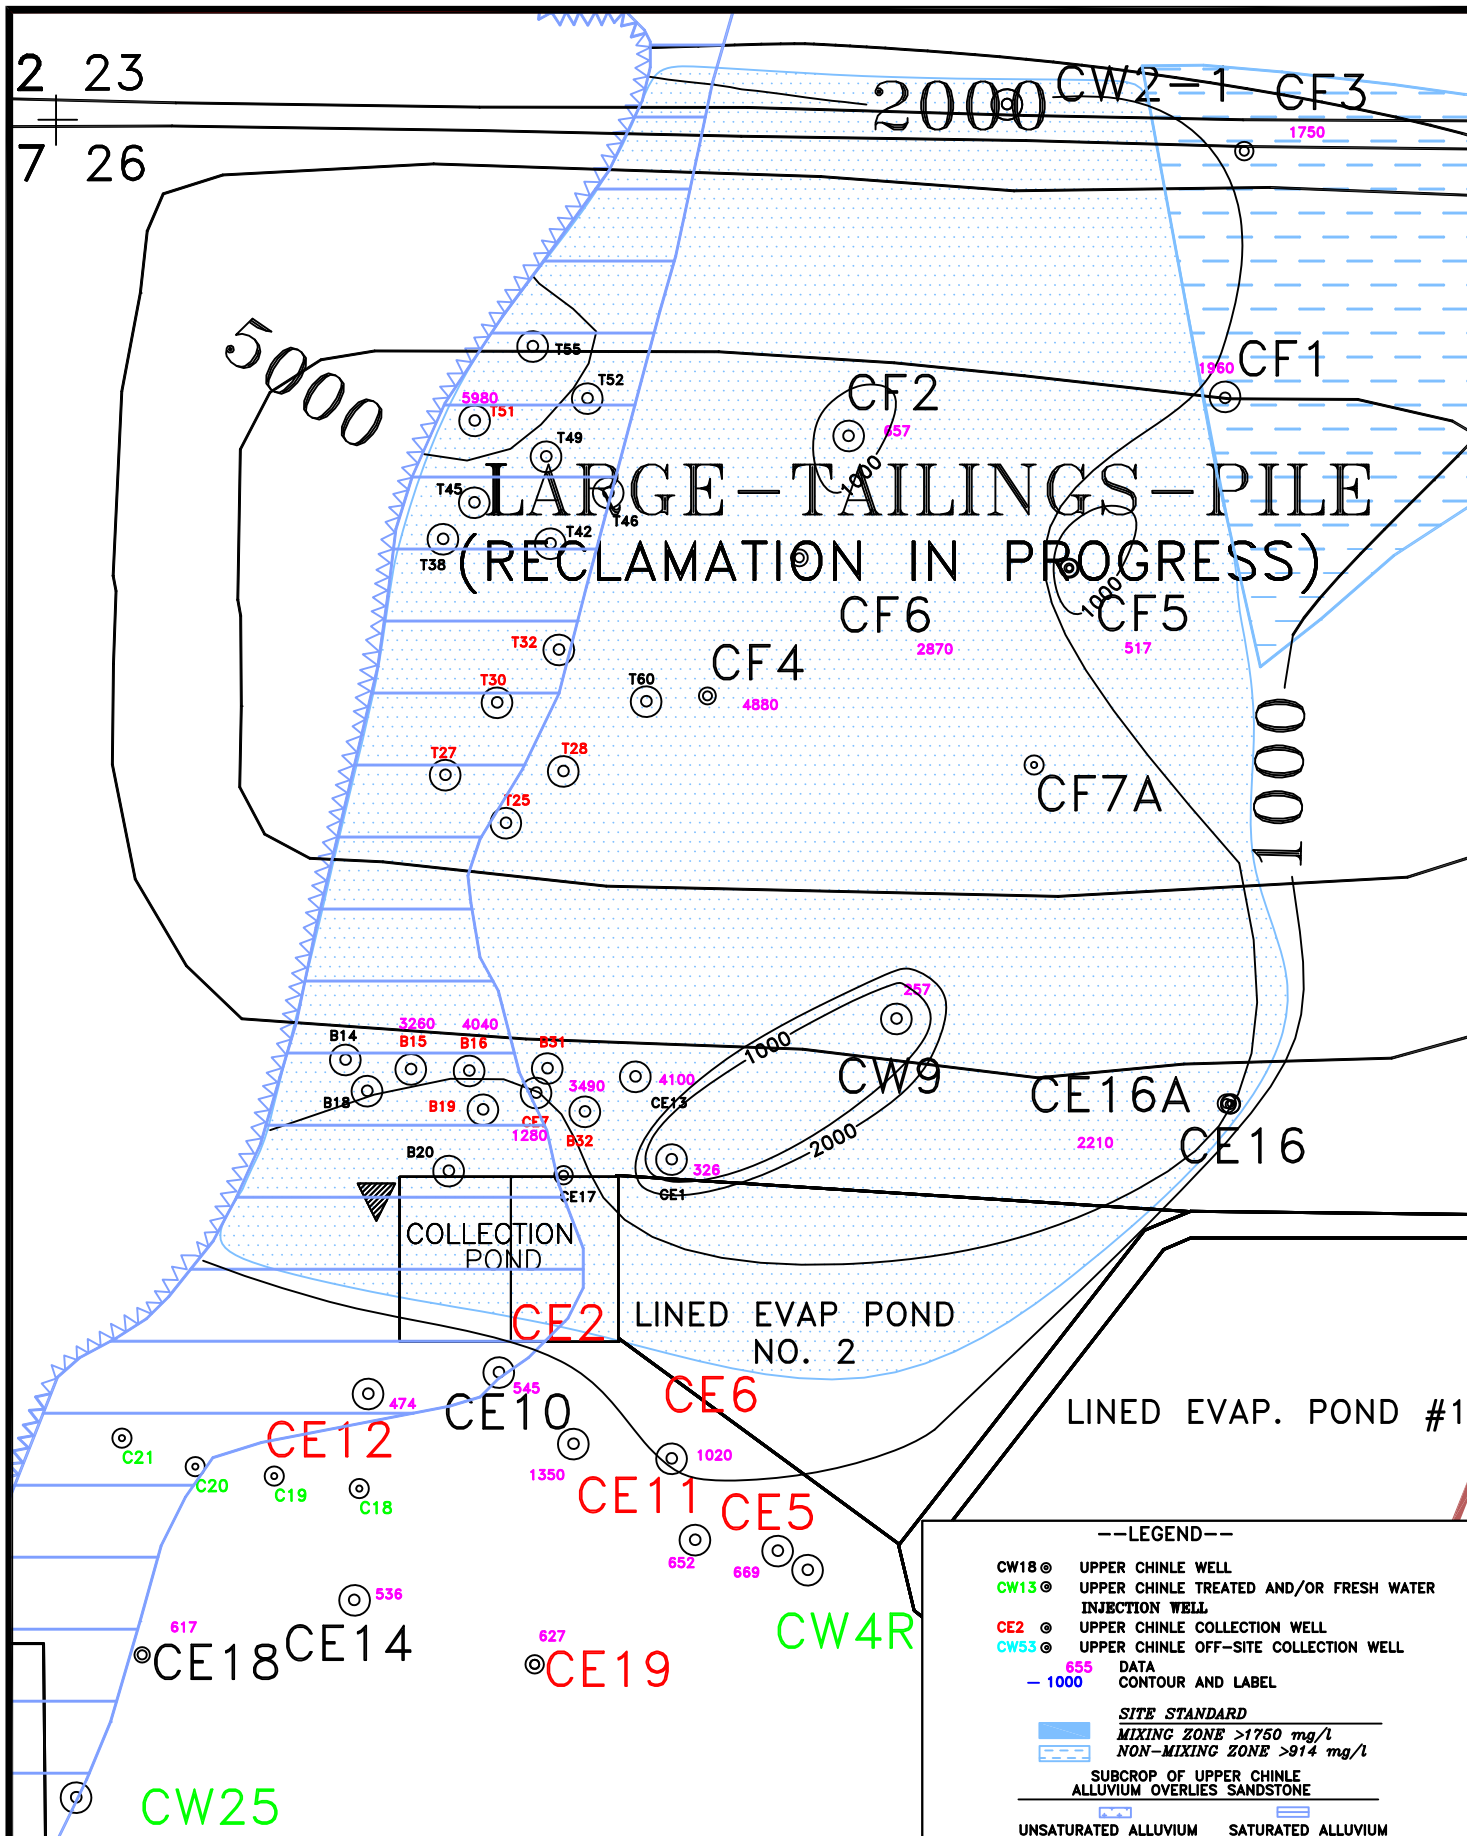 2 23
7 26
2000
CW2-1
CF3
1750
5000
T55
T52
5980
T51
T49
T45
T46
T42
T38
CF2
657
1000
1960
CF1
LARGE-TAILINGS-PILE
(RECLAMATION IN PROGRESS)
CF6
2870
1000
CF5
517
T32
T30
T60
CF4
4880
T27
T28
T25
CF7A
1000
257
1000
CW9
2000
3260
4040
B14
B15
B16
B31
B18
B19
CE7
3490
4100
CE13
1280
B32
B20
CE17
326
CE1
CE16A
2210
CE16
COLLECTION
POND
CE2
LINED EVAP POND
NO. 2
CE6
545
CE10
474
CE12
LINED EVAP. POND #1
C21
C20
C19
C18
1350
1020
CE11
CE5
652
669
536
617
CE14
CE18
627
CE19
CW4R
CW25
--LEGEND--
CW18 UPPER CHINLE WELL
CW13 UPPER CHINLE TREATED AND/OR FRESH WATER
INJECTION WELL
CE2 UPPER CHINLE COLLECTION WELL
CW53 UPPER CHINLE OFF-SITE COLLECTION WELL
655 DATA
1000 CONTOUR AND LABEL
SITE STANDARD
MIXING ZONE >1750 mg/l
NON-MIXING ZONE >914 mg/l
SUBCROP OF UPPER CHINLE
ALLUVIUM OVERLIES SANDSTONE
UNSATURATED ALLUVIUM SATURATED ALLUVIUM